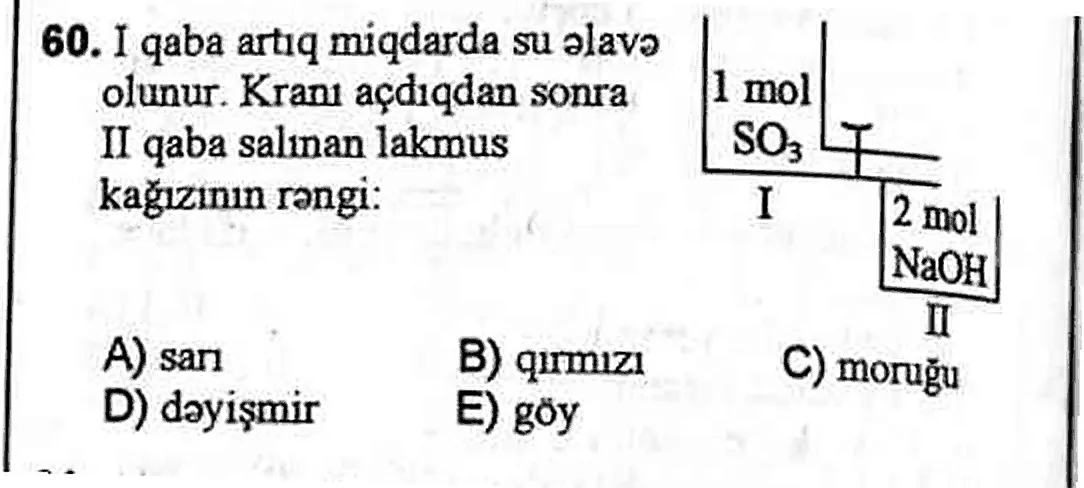 60. I qaba artıq miqdarda su əlavə
olunur. Kranı açdıqdan sonra
II qaba salınan lakmus
kağızının rəngi:
1 mol
SO₃
I
2 mol
NaOH
II
A) sarı B) qırmızı C) moruğu
D) dəyişmir E) göy